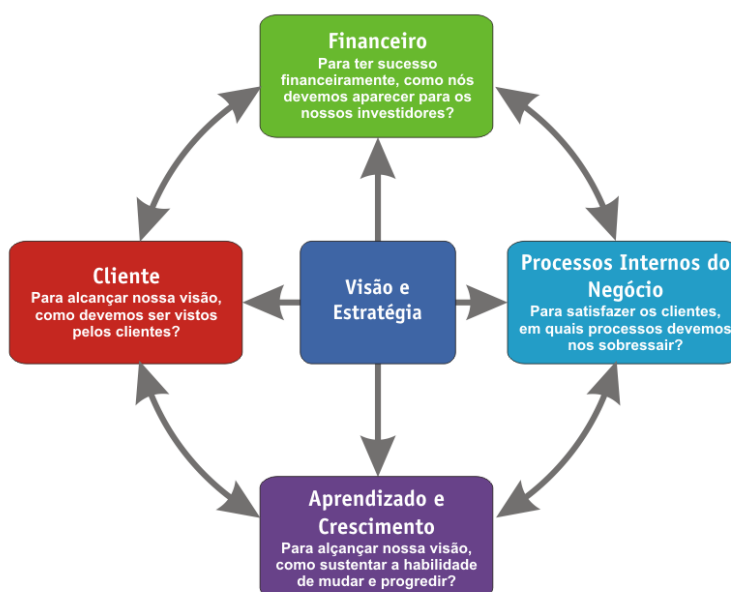 Financeiro
Para ter sucesso
financeiramente, como nós
devemos aparecer para os
nossos investidores?
Cliente
Para alcançar nossa visão,
como devemos ser vistos
pelos clientes?
Visão e
Estratégia
Processos Internos do
Negócio
Para satisfazer os clientes,
em quais processos devemos
nos sobressair?
Aprendizado e
Crescimento
Para alçançar nossa visão,
como sustentar a habilidade
de mudar e progredir?